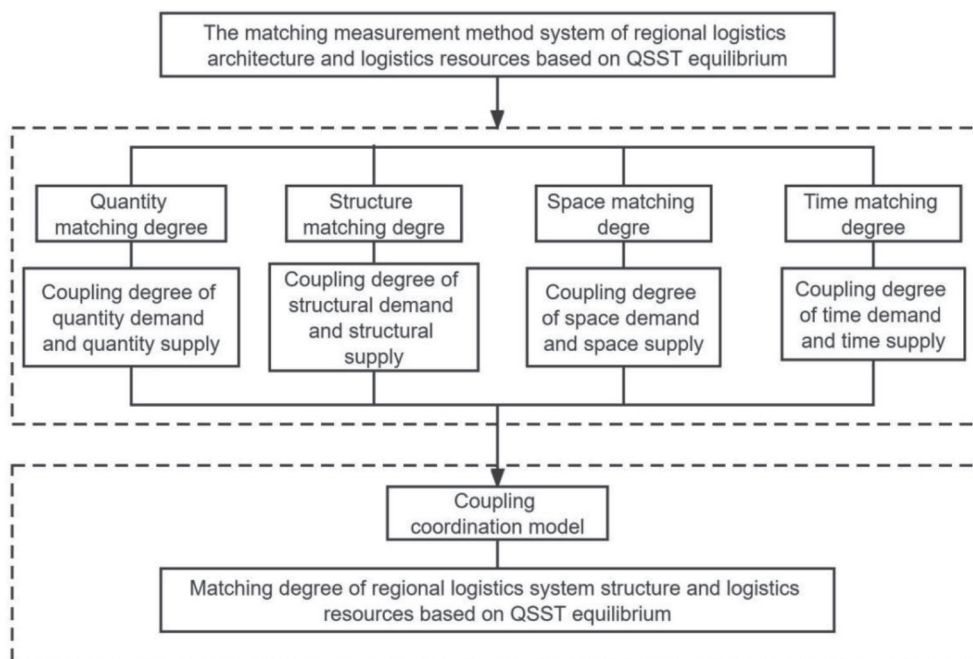 The matching measurement method system of regional logistics
architecture and logistics resources based on QSST equilibrium
Quantity
matching degree
Structure
matching degre
Space matching
degre
Time matching
degree
Coupling degree of
quantity demand
and quantity supply
Coupling degree of
structural demand
and structural
supply
Coupling degree
of space demand
and space supply
Coupling degree
of time demand
and time supply
Coupling
coordination model
Matching degree of regional logistics system structure and logistics
resources based on QSST equilibrium